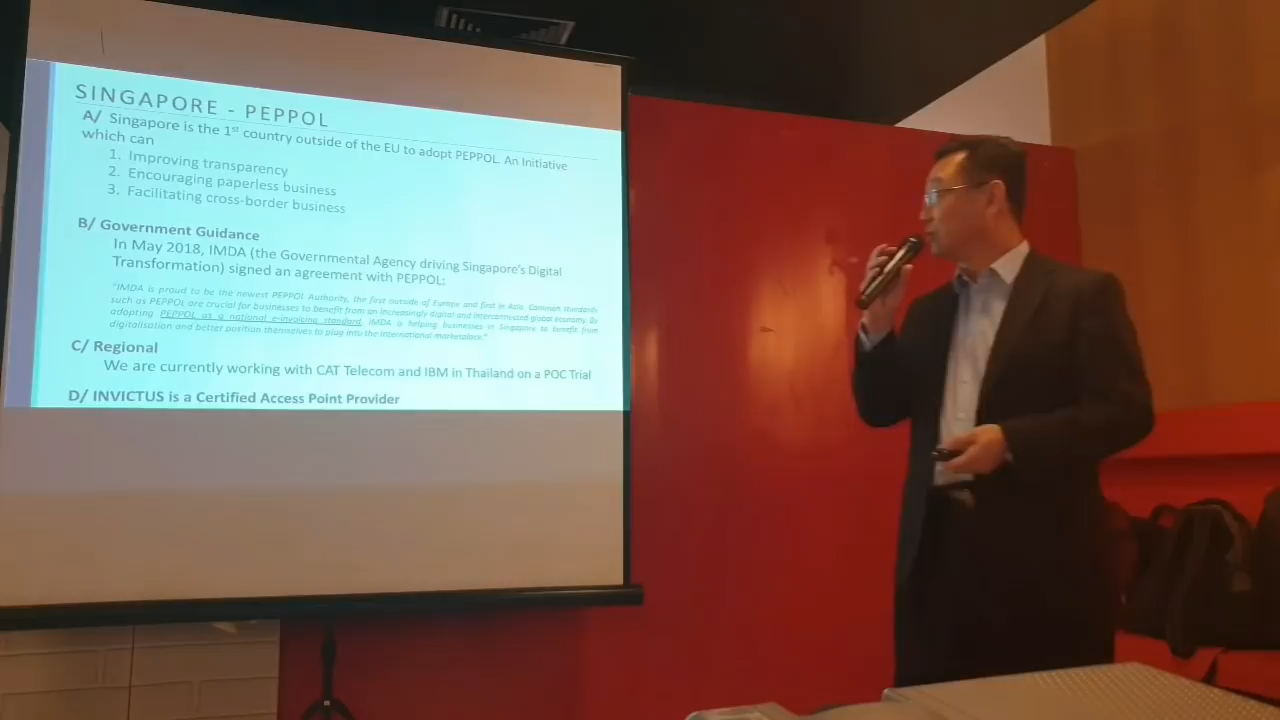 SINGAPORE - PEPPOL
A/ Singapore is the 1st country outside of the EU to adopt PEPPOL. An Initiative
which can
1. Improving transparency
2. Encouraging paperless business
3. Facilitating cross-border business
B/ Government Guidance
In May 2018, IMDA (the Governmental Agency driving Singapore's Digital
Transformation) signed an agreement with PEPPOL:
"IMDA is proud to be the newest PEPPOL Authority, the first outside of Europe and first in Asia. Common standards
such as PEPPOL are crucial for businesses to benefit from an increasingly digital and interconnected global economy. By
adopting PEPPOL as a national e-invoicing standard, IMDA is helping businesses in Singapore to benefit from
digitalisation and better position themselves to plug into the international marketplace."
C/ Regional
We are currently working with CAT Telecom and IBM in Thailand on a POC Trial
D/ INVICTUS is a Certified Access Point Provider